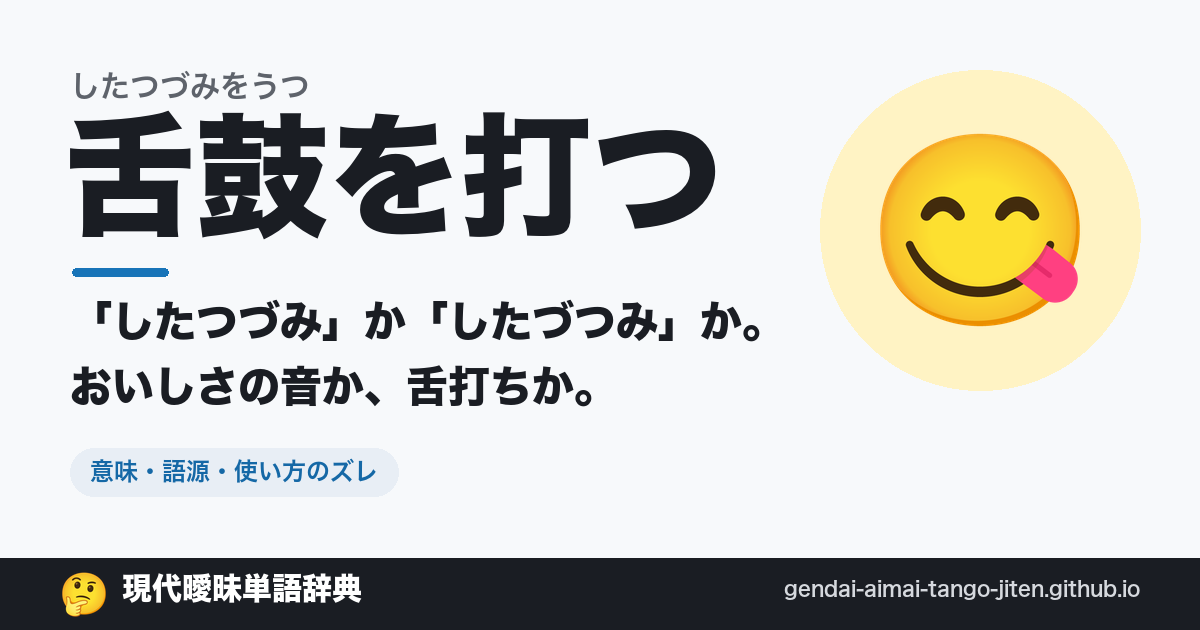 したつづみをうつ
舌鼓を打つ
「したつづみ」か「したづつみ」か。
おいしさの音か、舌打ちか。
意味・語源・使い方のズレ
現代曖昧単語辞典
gendai-aimai-tango-jiten.github.io